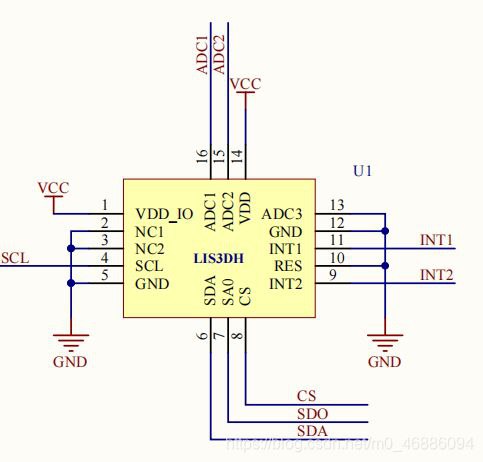 ADC1
ADC2
VCC
16
15
14
U1
VCC
1
VDD_IO
ADC1
ADC2
VDD
ADC3
13
2
NC1
GND
12
3
NC2
INT1
11
INT1
SCL
4
SCL
LIS3DH
RES
10
5
GND
SDA
SA0
CS
INT2
9
INT2
6
7
8
GND
GND
CS
SDO
SDA
https://blog.csdn.net/m0_46886094